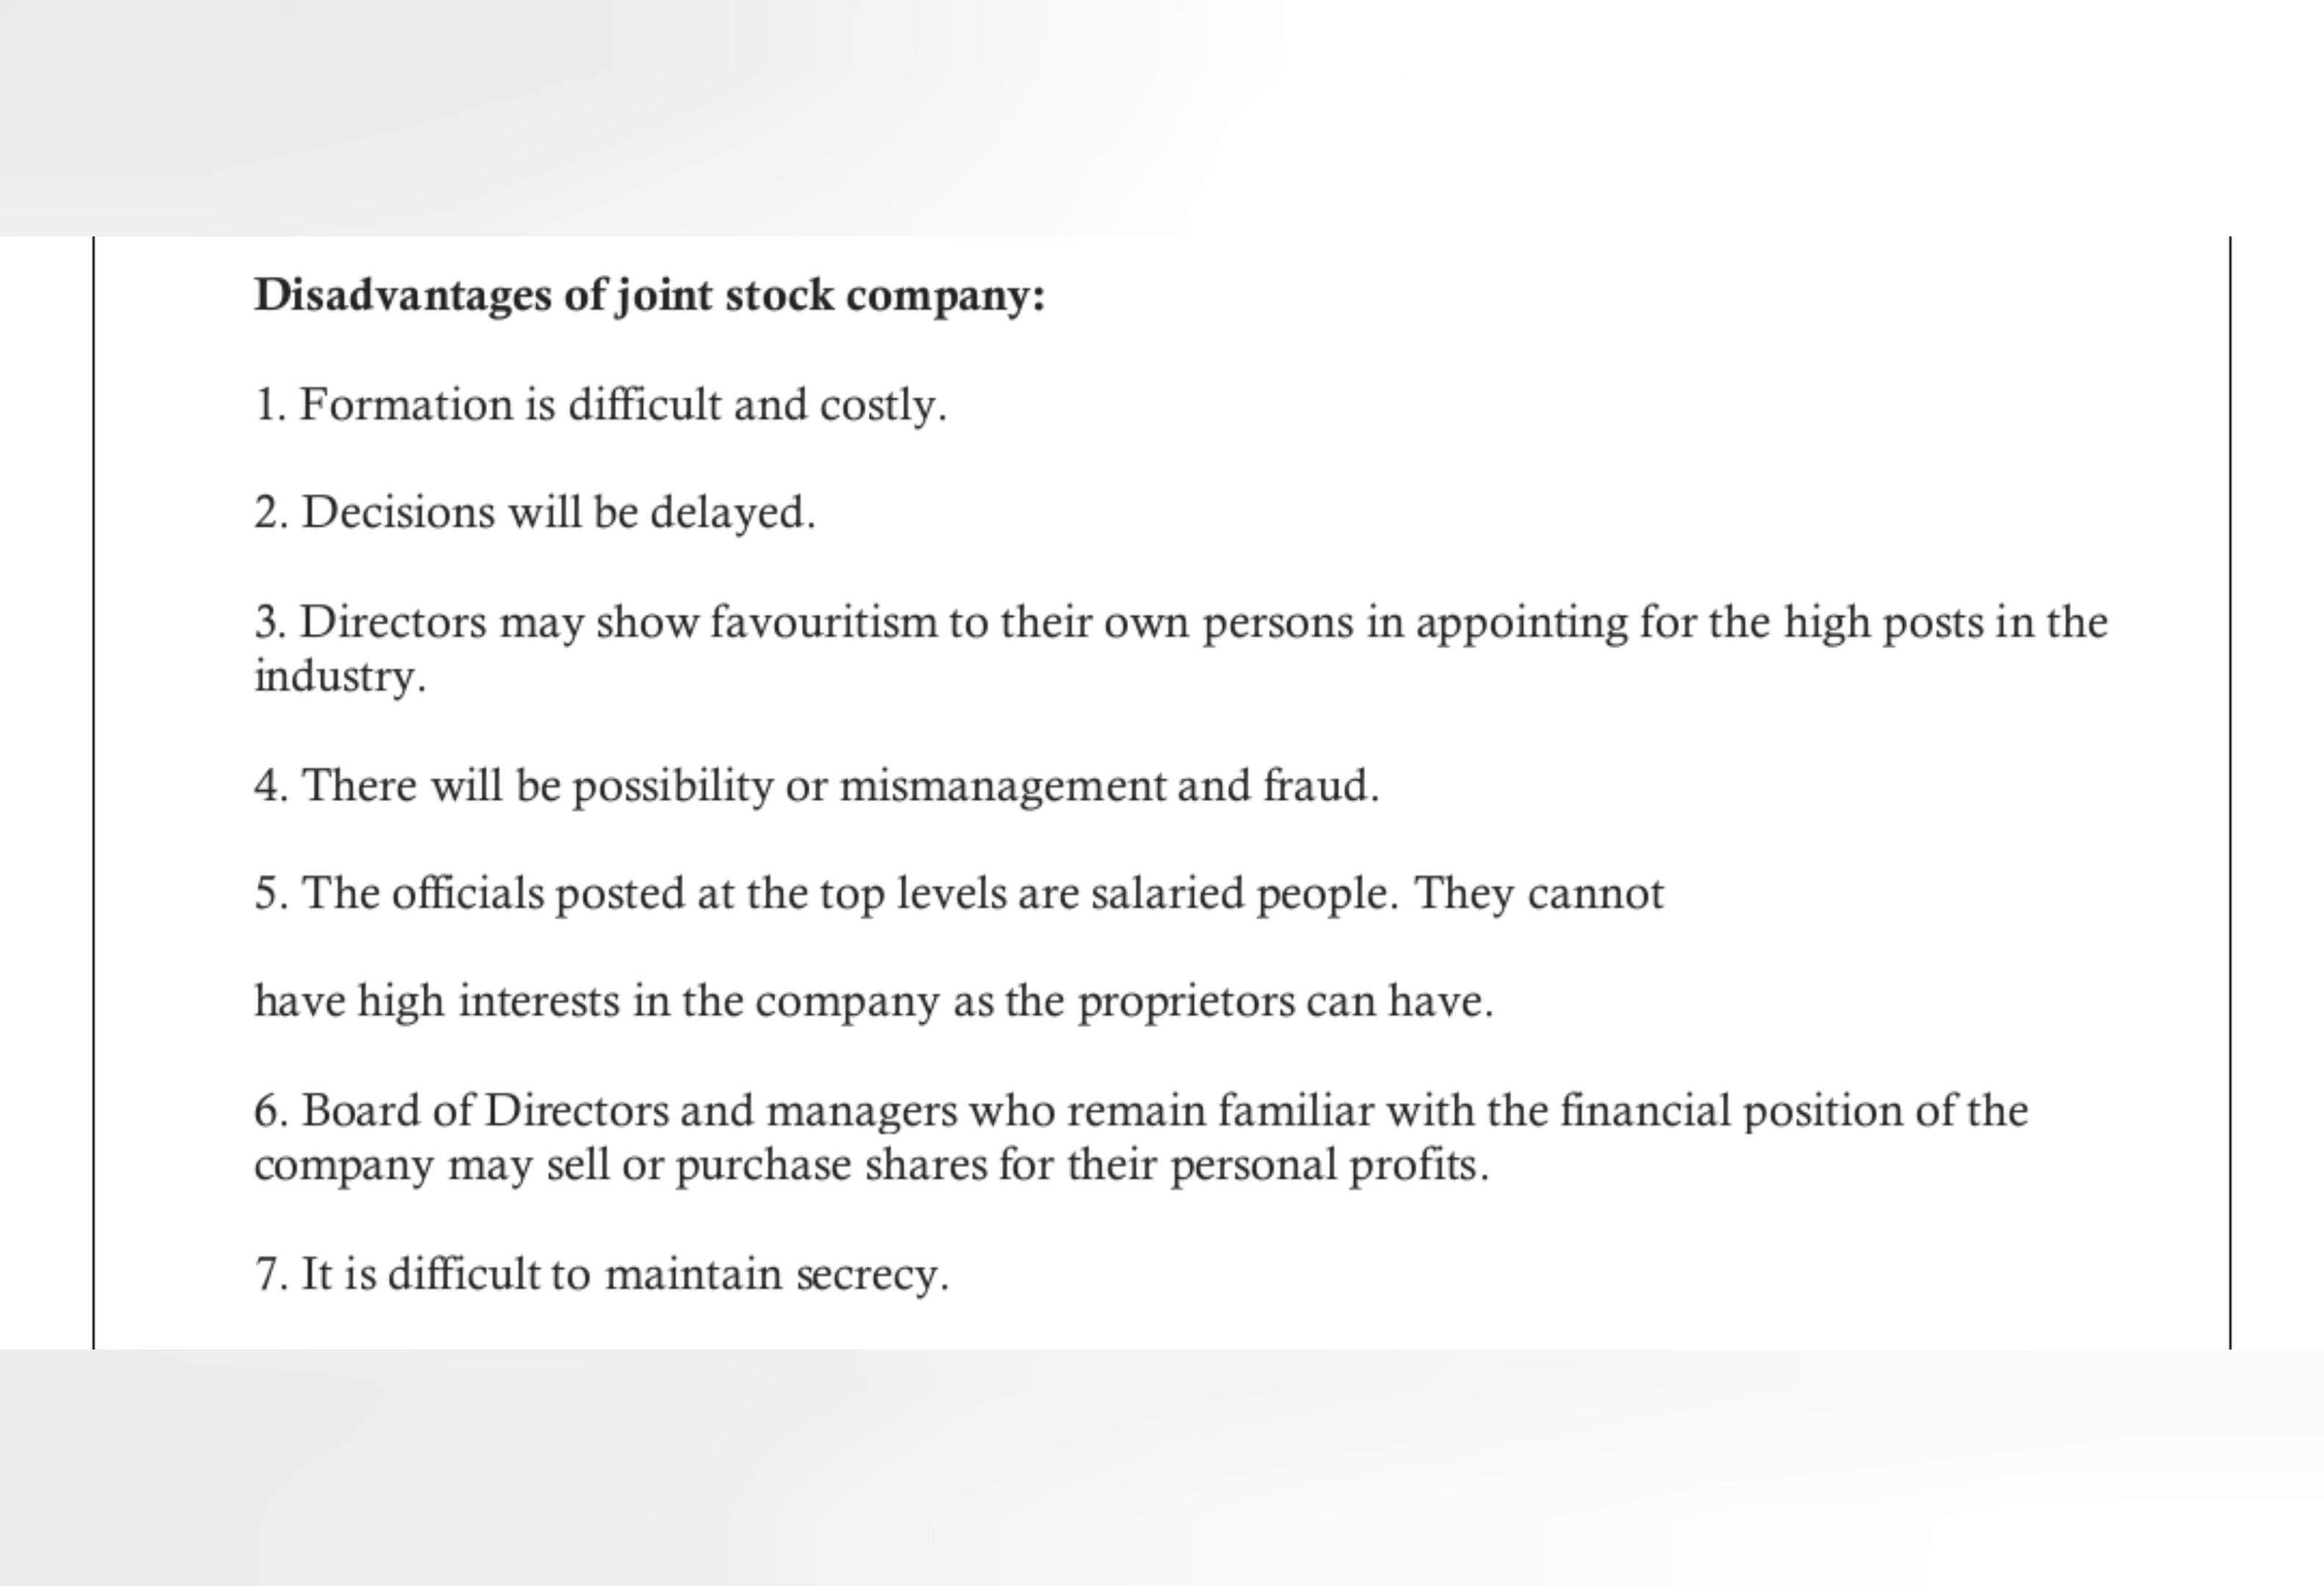 Disadvantages of joint stock company:
1. Formation is difficult and costly.
2. Decisions will be delayed.
3. Directors may show favouritism to their own persons in appointing for the high posts in the
industry.
4. There will be possibility or mismanagement and fraud.
5. The officials posted at the top levels are salaried people. They cannot
have high interests in the company as the proprietors can have.
6. Board of Directors and managers who remain familiar with the financial position of the
company may sell or purchase shares for their personal profits.
7. It is difficult to maintain secrecy.